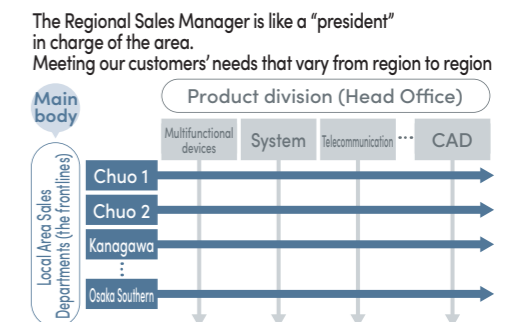 The Regional Sales Manager is like a “president”
in charge of the area.
Meeting our customers’ needs that vary from region to region
Main
body
Product division (Head Office)
Multifunctional
devices
System
Telecommunication
···
CAD
Local Area Sales
Departments (the frontlines)
Chuo 1
Chuo 2
Kanagawa
⋮
Osaka Southern